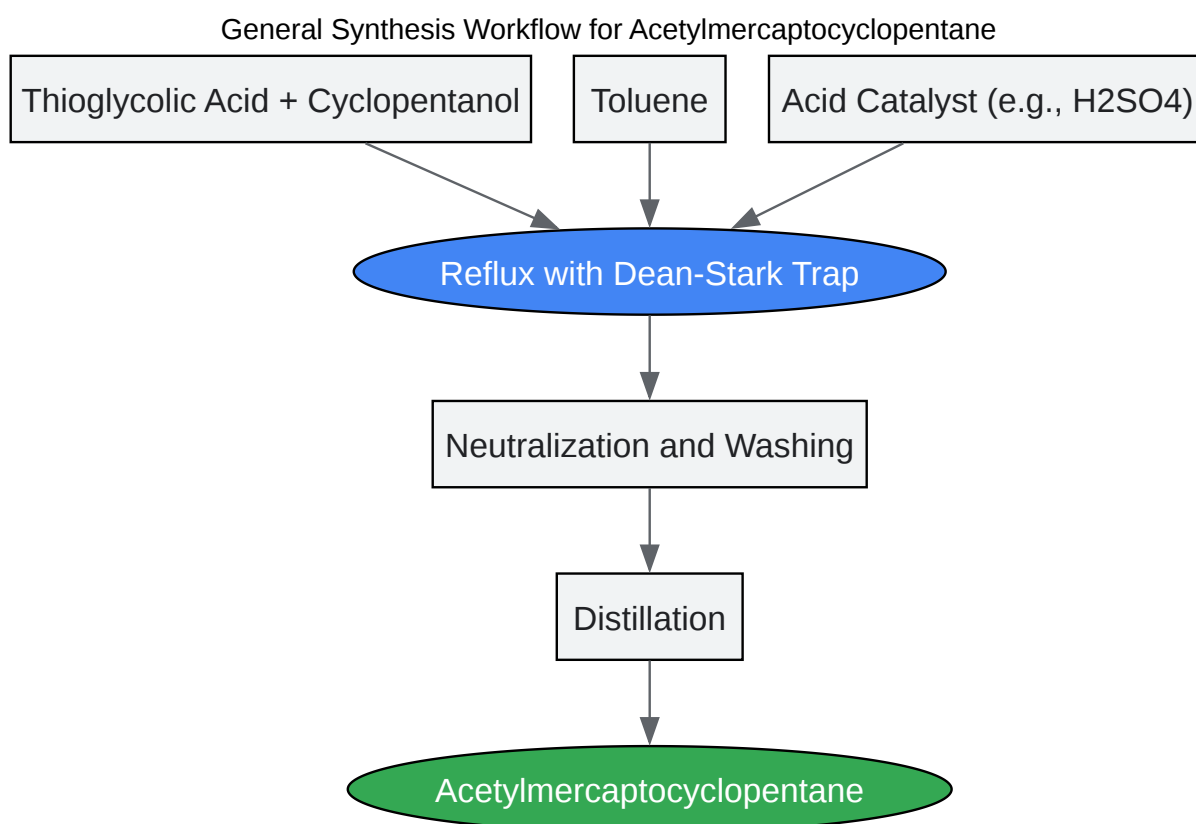 General Synthesis Workflow for Acetylmercaptocyclopentane
Thioglycolic Acid + Cyclopentanol
Toluene
Acid Catalyst (e.g., H2SO4)
Reflux with Dean-Stark Trap
Neutralization and Washing
Distillation
Acetylmercaptocyclopentane